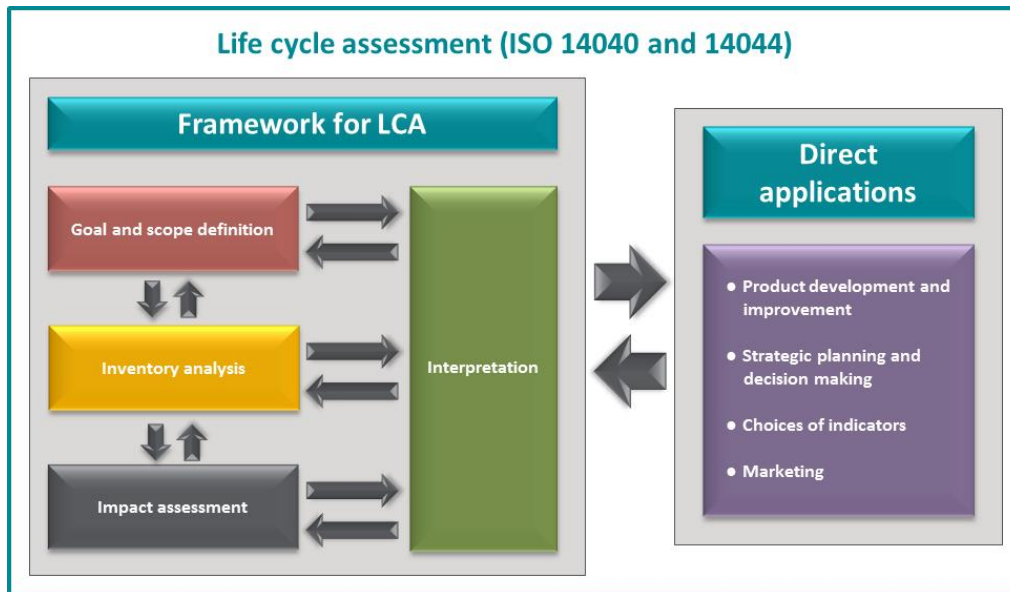 Life cycle assessment (ISO 14040 and 14044)
Framework for LCA
Goal and scope definition
Inventory analysis
Impact assessment
Interpretation
Direct
applications
● Product development and
improvement
● Strategic planning and
decision making
● Choices of indicators
● Marketing